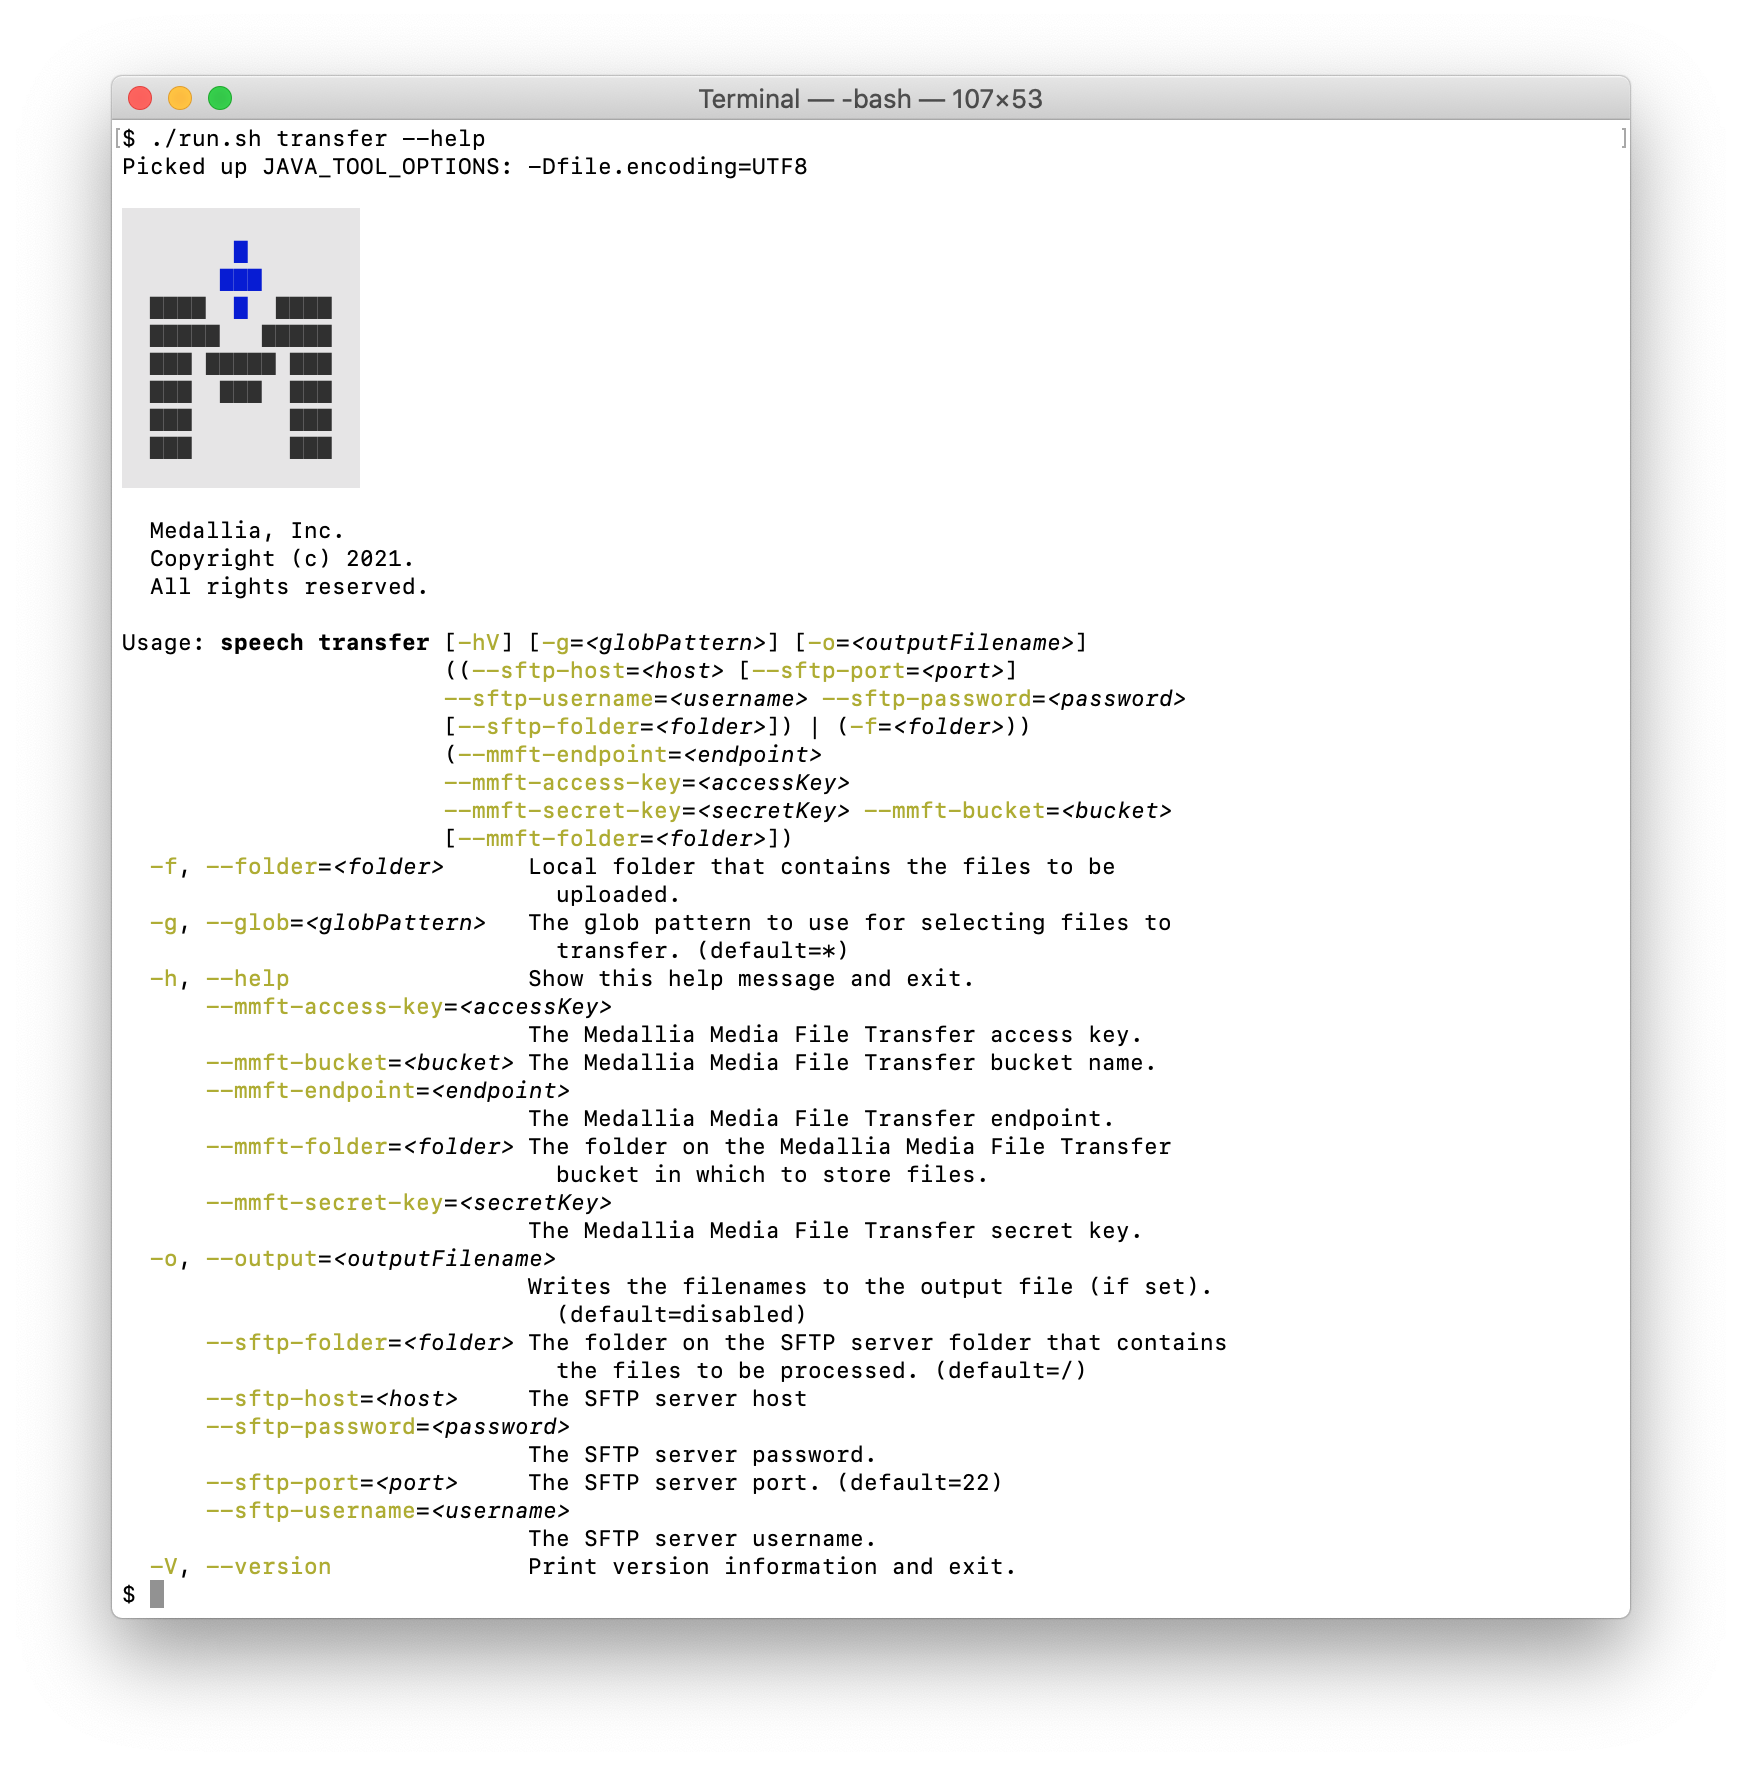 Terminal — -bash — 107×53
[$ ./run.sh transfer --help ]
Picked up JAVA_TOOL_OPTIONS: -Dfile.encoding=UTF8
Medallia, Inc.
Copyright (c) 2021.
All rights reserved.
Usage: speech transfer [-hV] [-g=<globPattern>] [-o=<outputFilename>]
((--sftp-host=<host> [--sftp-port=<port>]
--sftp-username=<username> --sftp-password=<password>
[--sftp-folder=<folder>]) | (-f=<folder>))
(--mmft-endpoint=<endpoint>
--mmft-access-key=<accessKey>
--mmft-secret-key=<secretKey> --mmft-bucket=<bucket>
[--mmft-folder=<folder>])
-f, --folder=<folder> Local folder that contains the files to be
uploaded.
-g, --glob=<globPattern> The glob pattern to use for selecting files to
transfer. (default=*)
-h, --help Show this help message and exit.
--mmft-access-key=<accessKey>
The Medallia Media File Transfer access key.
--mmft-bucket=<bucket> The Medallia Media File Transfer bucket name.
--mmft-endpoint=<endpoint>
The Medallia Media File Transfer endpoint.
--mmft-folder=<folder> The folder on the Medallia Media File Transfer
bucket in which to store files.
--mmft-secret-key=<secretKey>
The Medallia Media File Transfer secret key.
-o, --output=<outputFilename>
Writes the filenames to the output file (if set).
(default=disabled)
--sftp-folder=<folder> The folder on the SFTP server folder that contains
the files to be processed. (default=/)
--sftp-host=<host> The SFTP server host
--sftp-password=<password>
The SFTP server password.
--sftp-port=<port> The SFTP server port. (default=22)
--sftp-username=<username>
The SFTP server username.
-V, --version Print version information and exit.
$